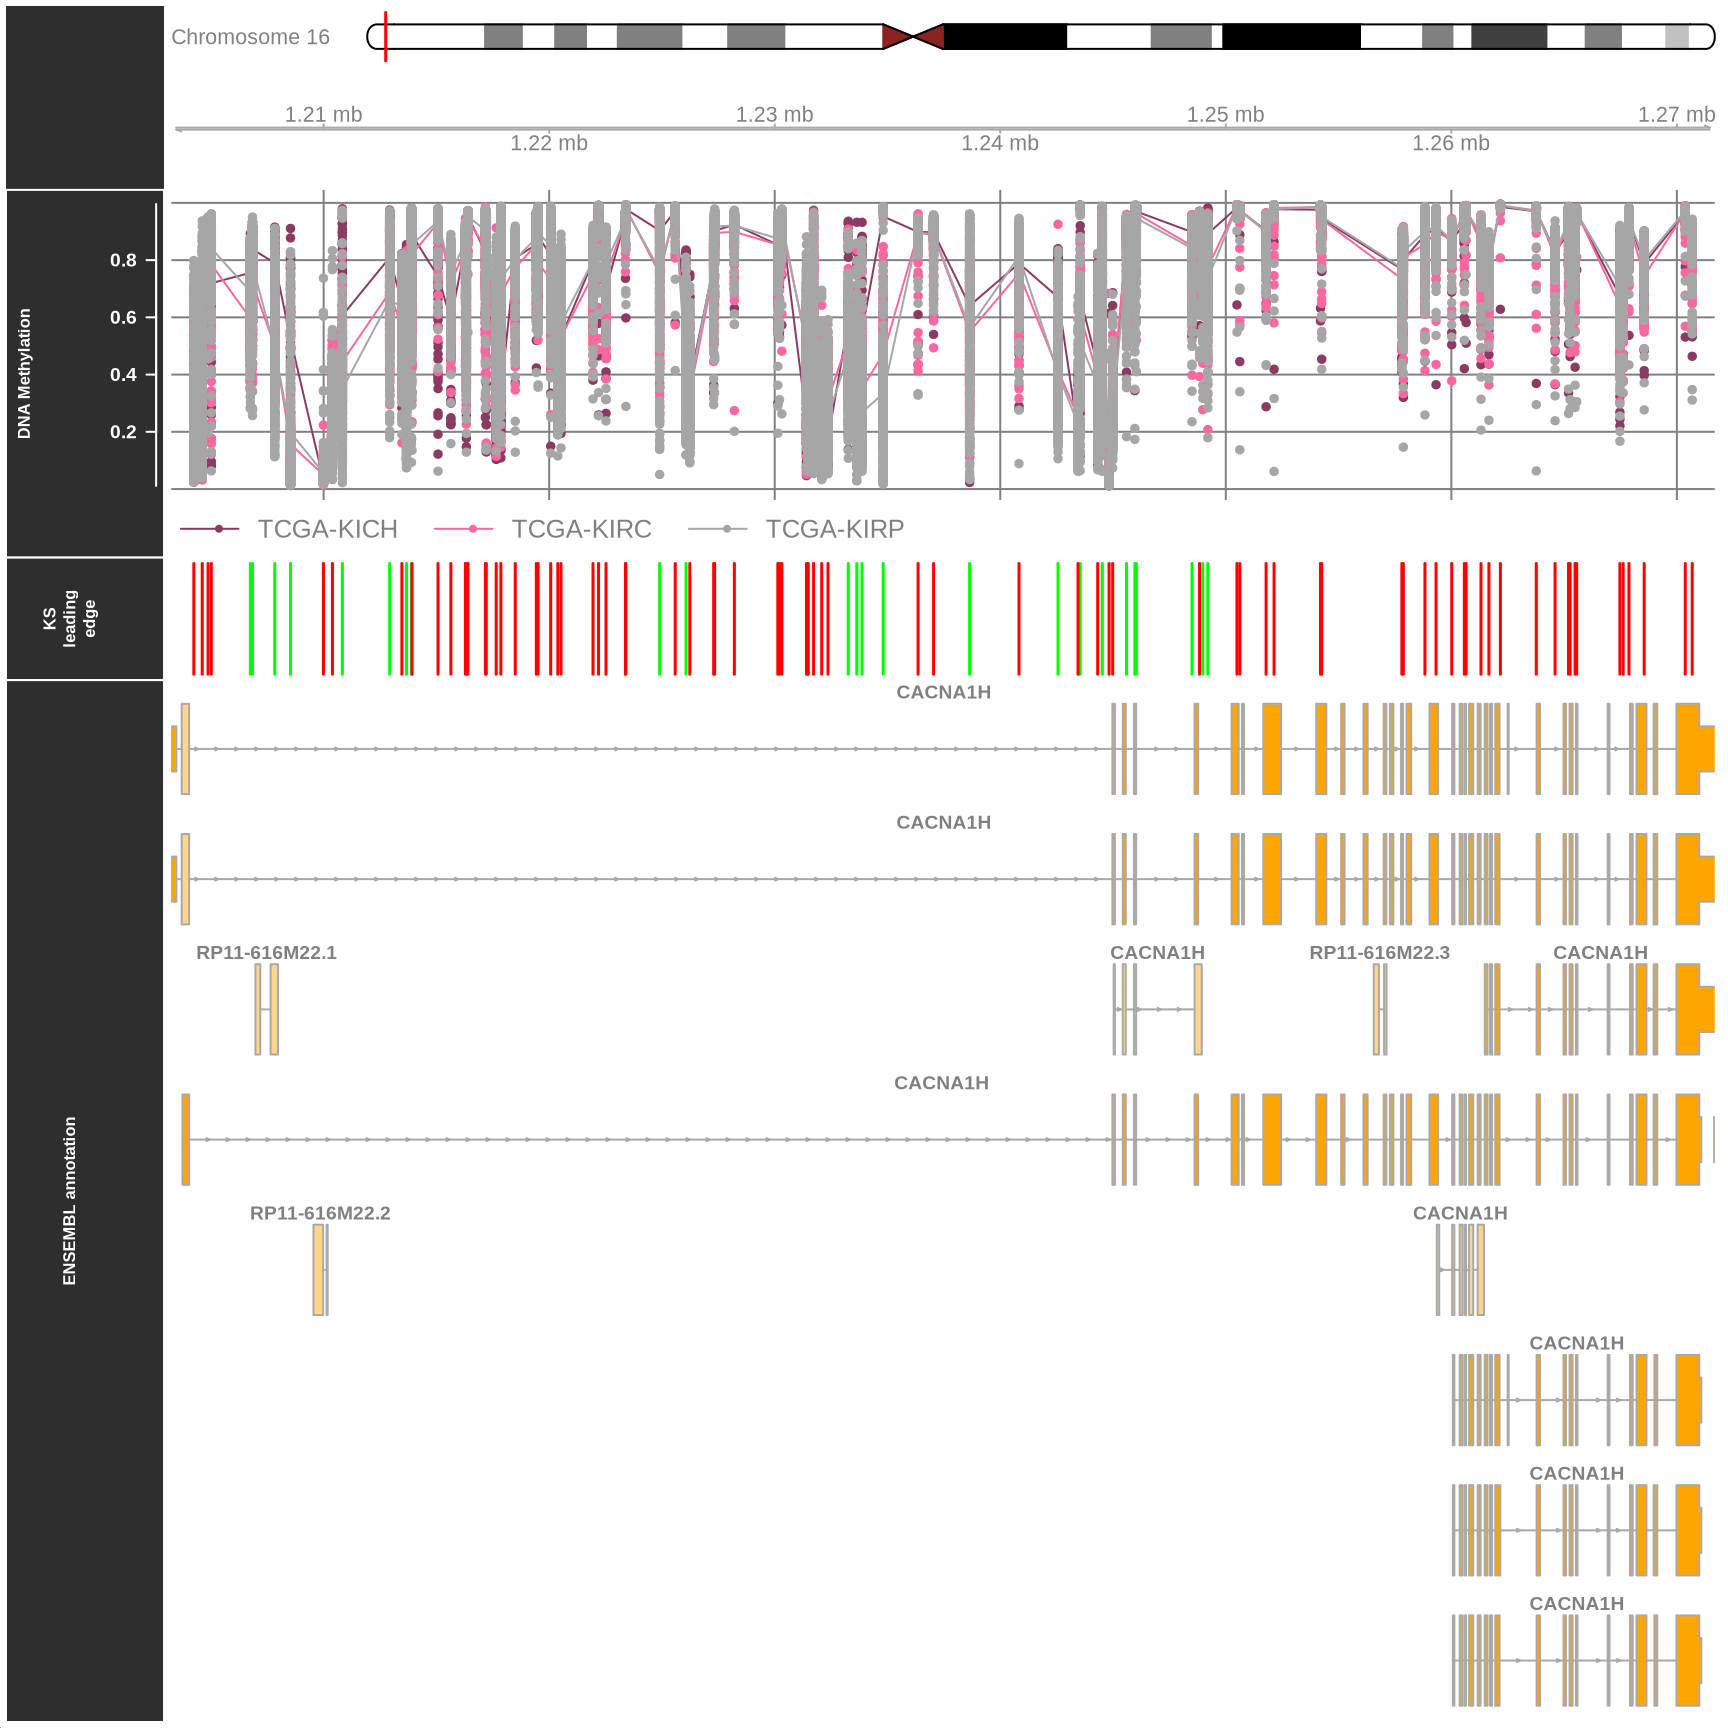 Chromosome 16
1.21 mb
1.23 mb
1.25 mb
1.27 mb
1.22 mb
1.24 mb
1.26 mb
DNA Methylation
0.8
0.6
0.4
0.2
TCGA-KICH
TCGA-KIRC
TCGA-KIRP
KS
leading
edge
ENSEMBL annotation
CACNA1H
CACNA1H
RP11-616M22.1
CACNA1H
RP11-616M22.3
CACNA1H
CACNA1H
RP11-616M22.2
CACNA1H
CACNA1H
CACNA1H
CACNA1H